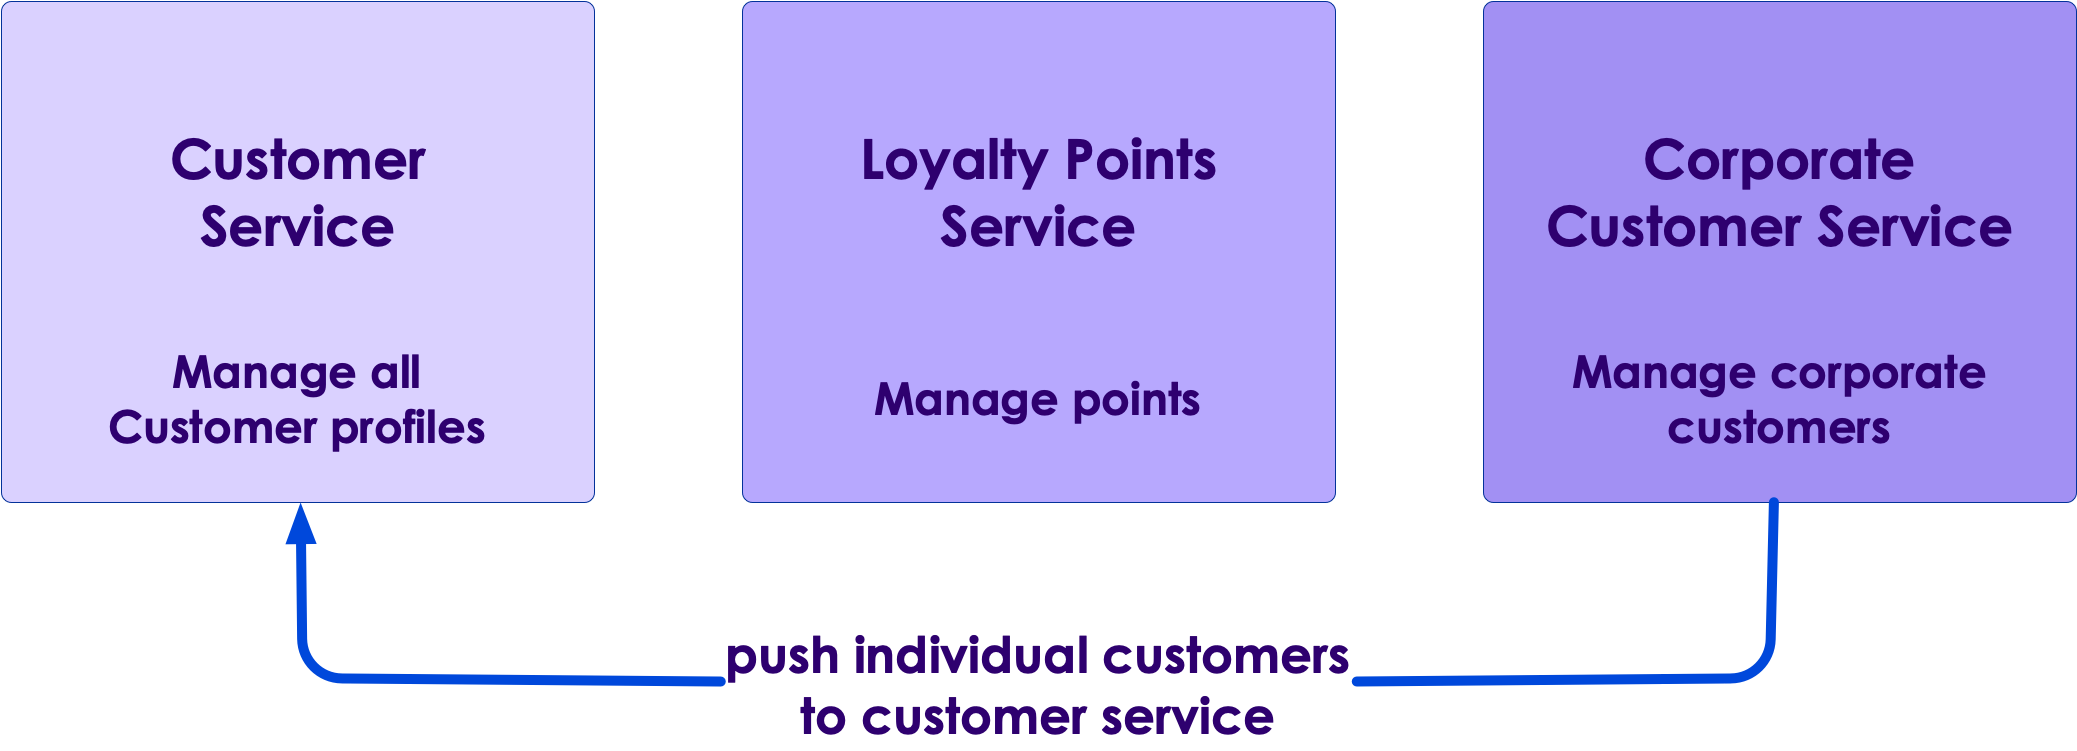 Customer
Service
Manage all
Customer profiles
Loyalty Points
Service
Manage points
Corporate
Customer Service
Manage corporate
customers
push individual customers
to customer service